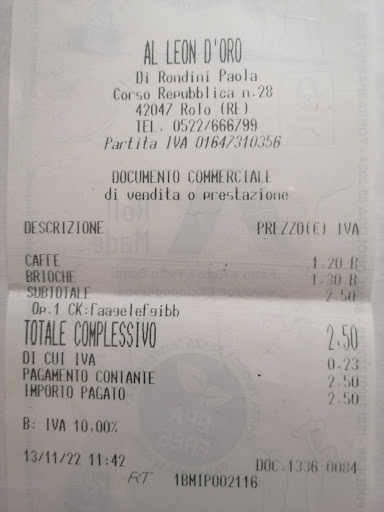 AL LEON D'ORO
Di Rondini Paola
Corso Repubblica n.28
42047 Rolo (RE)
TEL. 0522/666799
Partita IVA 01647310356
DOCUMENTO COMMERCIALE
di vendita o prestazione
DESCRIZIONE PREZZO(€) IVA
CAFFE 1.20 B
BRIOCHE 1.30 B
SUBTOTALE 2.50
Op.1 CK:faagelefgibb
TOTALE COMPLESSIVO 2.50
DI CUI IVA 0.23
PAGAMENTO CONTANTE 2.50
IMPORTO PAGATO 2.50
B: IVA 10.00%
13/11/22 11:42 DOC.1336 0084
RT 1BMIP002116